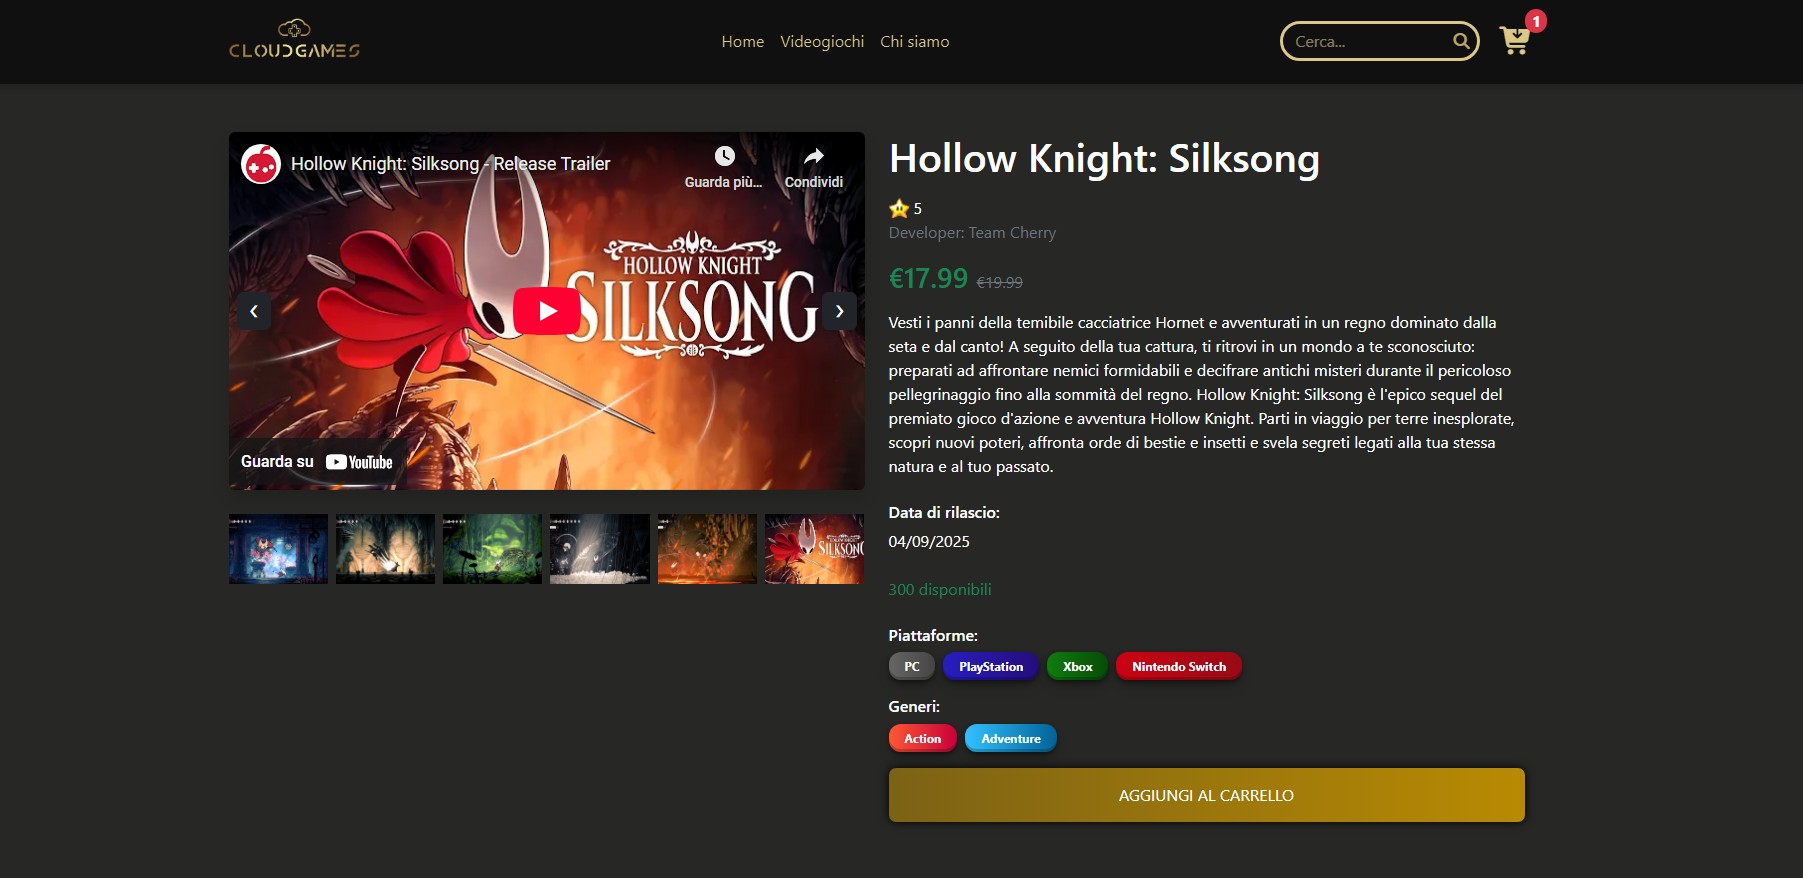 CLOUDGAMES
Home Videogiochi Chi siamo
Cerca...
1
Hollow Knight: Silksong - Release Trailer
Guarda più...
Condividi
HOLLOW KNIGHT
SILKSONG
Guarda su YouTube
SILKSONG
Hollow Knight: Silksong
5
Developer: Team Cherry
€17.99 €19.99
Vesti i panni della temibile cacciatrice Hornet e avventurati in un regno dominato dalla
seta e dal canto! A seguito della tua cattura, ti ritrovi in un mondo a te sconosciuto:
preparati ad affrontare nemici formidabili e decifrare antichi misteri durante il pericoloso
pellegrinaggio fino alla sommità del regno. Hollow Knight: Silksong è l'epico sequel del
premiato gioco d'azione e avventura Hollow Knight. Parti in viaggio per terre inesplorate,
scopri nuovi poteri, affronta orde di bestie e insetti e svela segreti legati alla tua stessa
natura e al tuo passato.
Data di rilascio:
04/09/2025
300 disponibili
Piattaforme:
PC PlayStation Xbox Nintendo Switch
Generi:
Action Adventure
AGGIUNGI AL CARRELLO